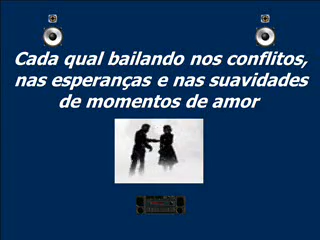 Cada qual bailando nos conflitos,
nas esperanças e nas suavidades
de momentos de amor